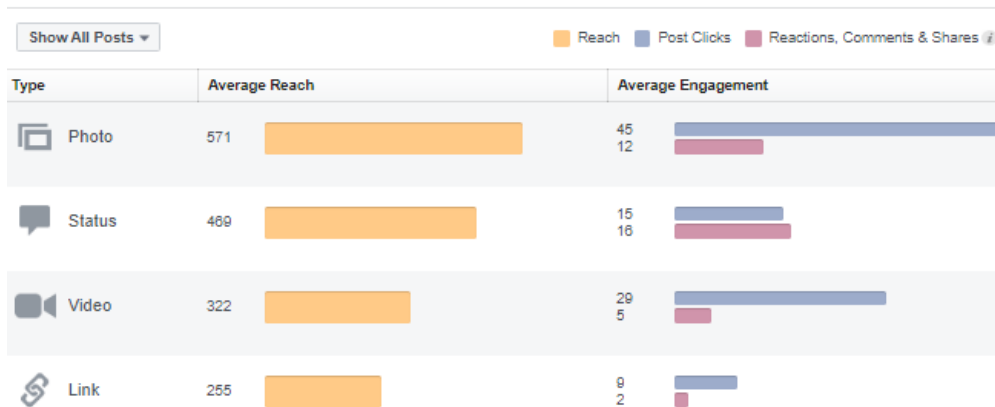 Show All Posts
Reach Post Clicks Reactions, Comments & Shares i
Type Average Reach Average Engagement
Photo 571 45
12
Status 469 15
16
Video 322 29
5
Link 255 9
2